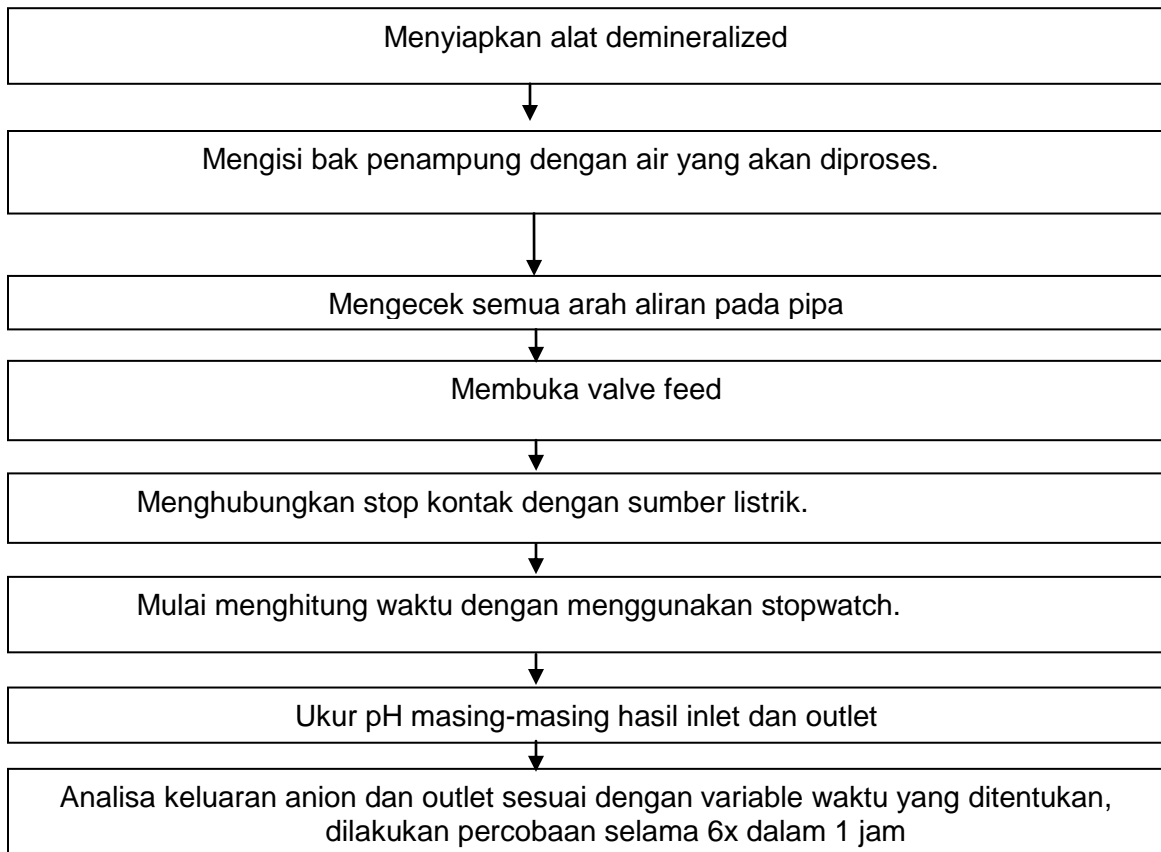 Menyiapkan alat demineralized
Mengisi bak penampung dengan air yang akan diproses.
Mengecek semua arah aliran pada pipa
Membuka valve feed
Menghubungkan stop kontak dengan sumber listrik.
Mulai menghitung waktu dengan menggunakan stopwatch.
Ukur pH masing-masing hasil inlet dan outlet
Analisa keluaran anion dan outlet sesuai dengan variable waktu yang ditentukan,
dilakukan percobaan selama 6x dalam 1 jam